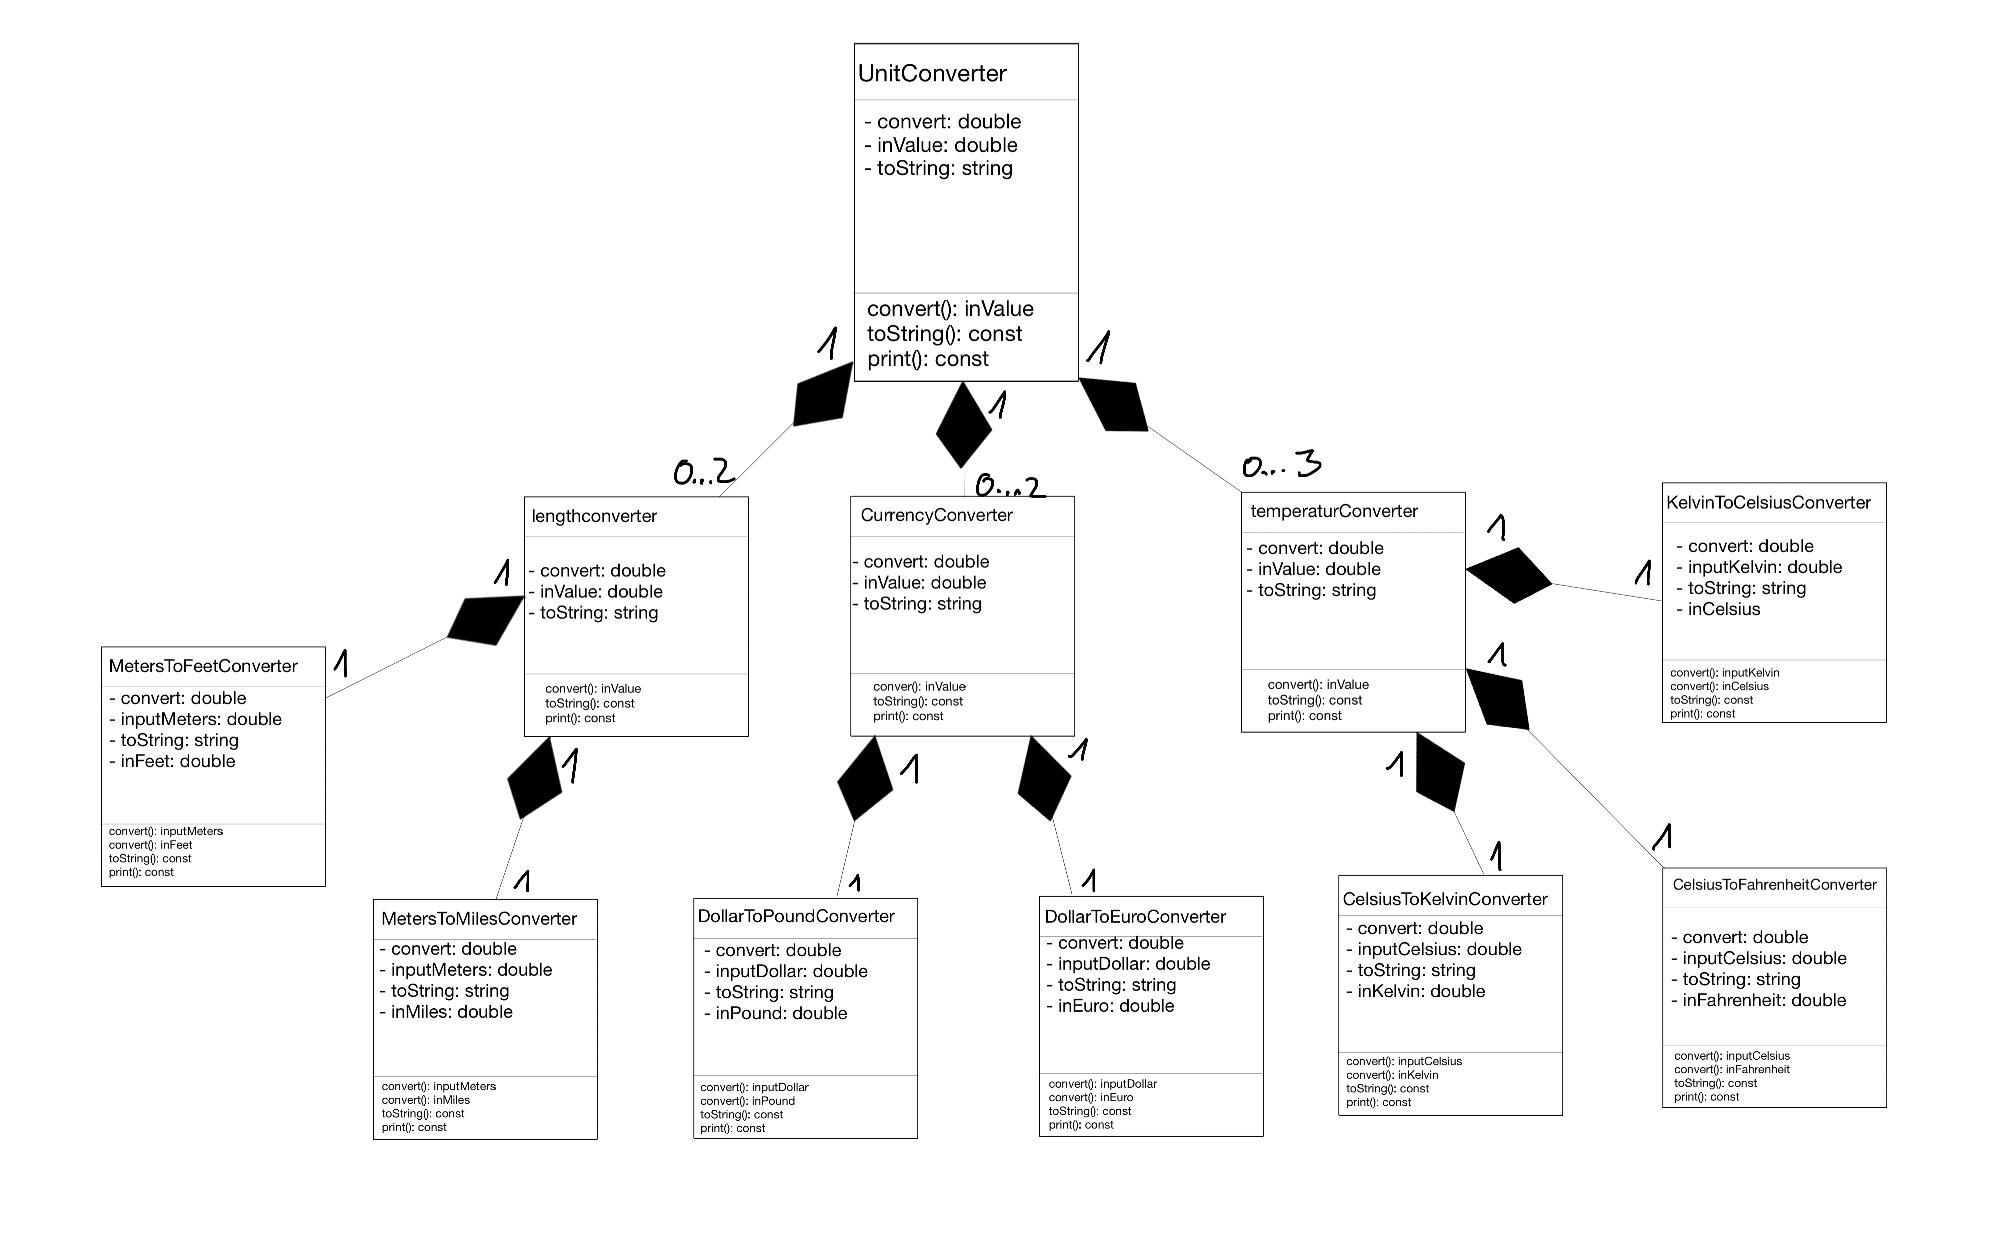 UnitConverter
- convert: double
- inValue: double
- toString: string
convert(): inValue
toString(): const
print(): const
1
1
1
0...2
0...2
0...3
lengthconverter
- convert: double
- inValue: double
- toString: string
convert(): inValue
toString(): const
print(): const
CurrencyConverter
- convert: double
- inValue: double
- toString: string
conver(): inValue
toString(): const
print(): const
temperaturConverter
- convert: double
- inValue: double
- toString: string
convert(): inValue
toString(): const
print(): const
KelvinToCelsiusConverter
- convert: double
- inputKelvin: double
- toString: string
- inCelsius
convert(): inputKelvin
convert(): inCelsius
toString(): const
print(): const
1
1
1
1
1
1
1
1
1
1
1
1
1
1
MetersToFeetConverter
- convert: double
- inputMeters: double
- toString: string
- inFeet: double
convert(): inputMeters
convert(): inFeet
toString(): const
print(): const
MetersToMilesConverter
- convert: double
- inputMeters: double
- toString: string
- inMiles: double
convert(): inputMeters
convert(): inMiles
toString(): const
print(): const
DollarToPoundConverter
- convert: double
- inputDollar: double
- toString: string
- inPound: double
convert(): inputDollar
convert(): inPound
toString(): const
print(): const
DollarToEuroConverter
- convert: double
- inputDollar: double
- toString: string
- inEuro: double
convert(): inputDollar
convert(): inEuro
toString(): const
print(): const
CelsiusToKelvinConverter
- convert: double
- inputCelsius: double
- toString: string
- inKelvin: double
convert(): inputCelsius
convert(): inKelvin
toString(): const
print(): const
CelsiusToFahrenheitConverter
- convert: double
- inputCelsius: double
- toString: string
- inFahrenheit: double
convert(): inputCelsius
convert(): inFahrenheit
toString(): const
print(): const